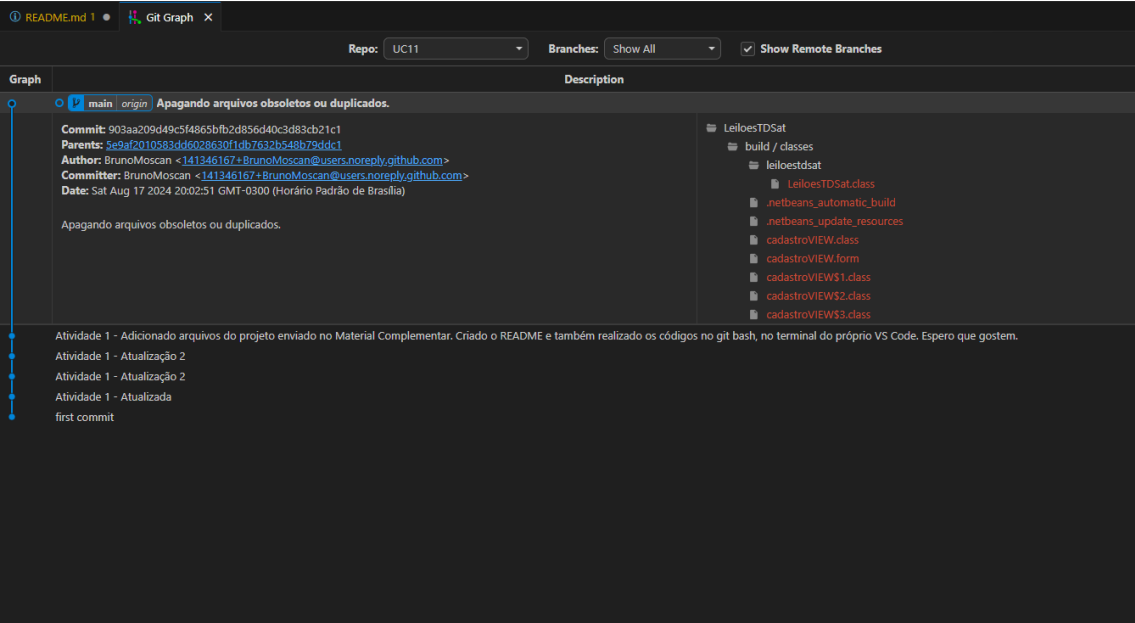 README.md 1
Git Graph
Repo: UC11 Branches: Show All Show Remote Branches
Graph Description
main origin Apagando arquivos obsoletos ou duplicados.
Commit: 903aa209d49c5f4865bfb2d856d40c3d83cb21c1
Parents: 5e9af2010583dd6028630f1db7632b548b79ddc1
Author: BrunoMoscan <141346167+BrunoMoscan@users.noreply.github.com>
Committer: BrunoMoscan <141346167+BrunoMoscan@users.noreply.github.com>
Date: Sat Aug 17 2024 20:02:51 GMT-0300 (Horário Padrão de Brasília)
Apagando arquivos obsoletos ou duplicados.
LeiloesTDSat
build / classes
leiloestdsat
LeiloesTDSat.class
.netbeans_automatic_build
.netbeans_update_resources
cadastroVIEW.class
cadastroVIEW.form
cadastroVIEW$1.class
cadastroVIEW$2.class
cadastroVIEW$3.class
Atividade 1 - Adicionado arquivos do projeto enviado no Material Complementar. Criado o README e também realizado os códigos no git bash, no terminal do próprio VS Code. Espero que gostem.
Atividade 1 - Atualização 2
Atividade 1 - Atualização 2
Atividade 1 - Atualizada
first commit